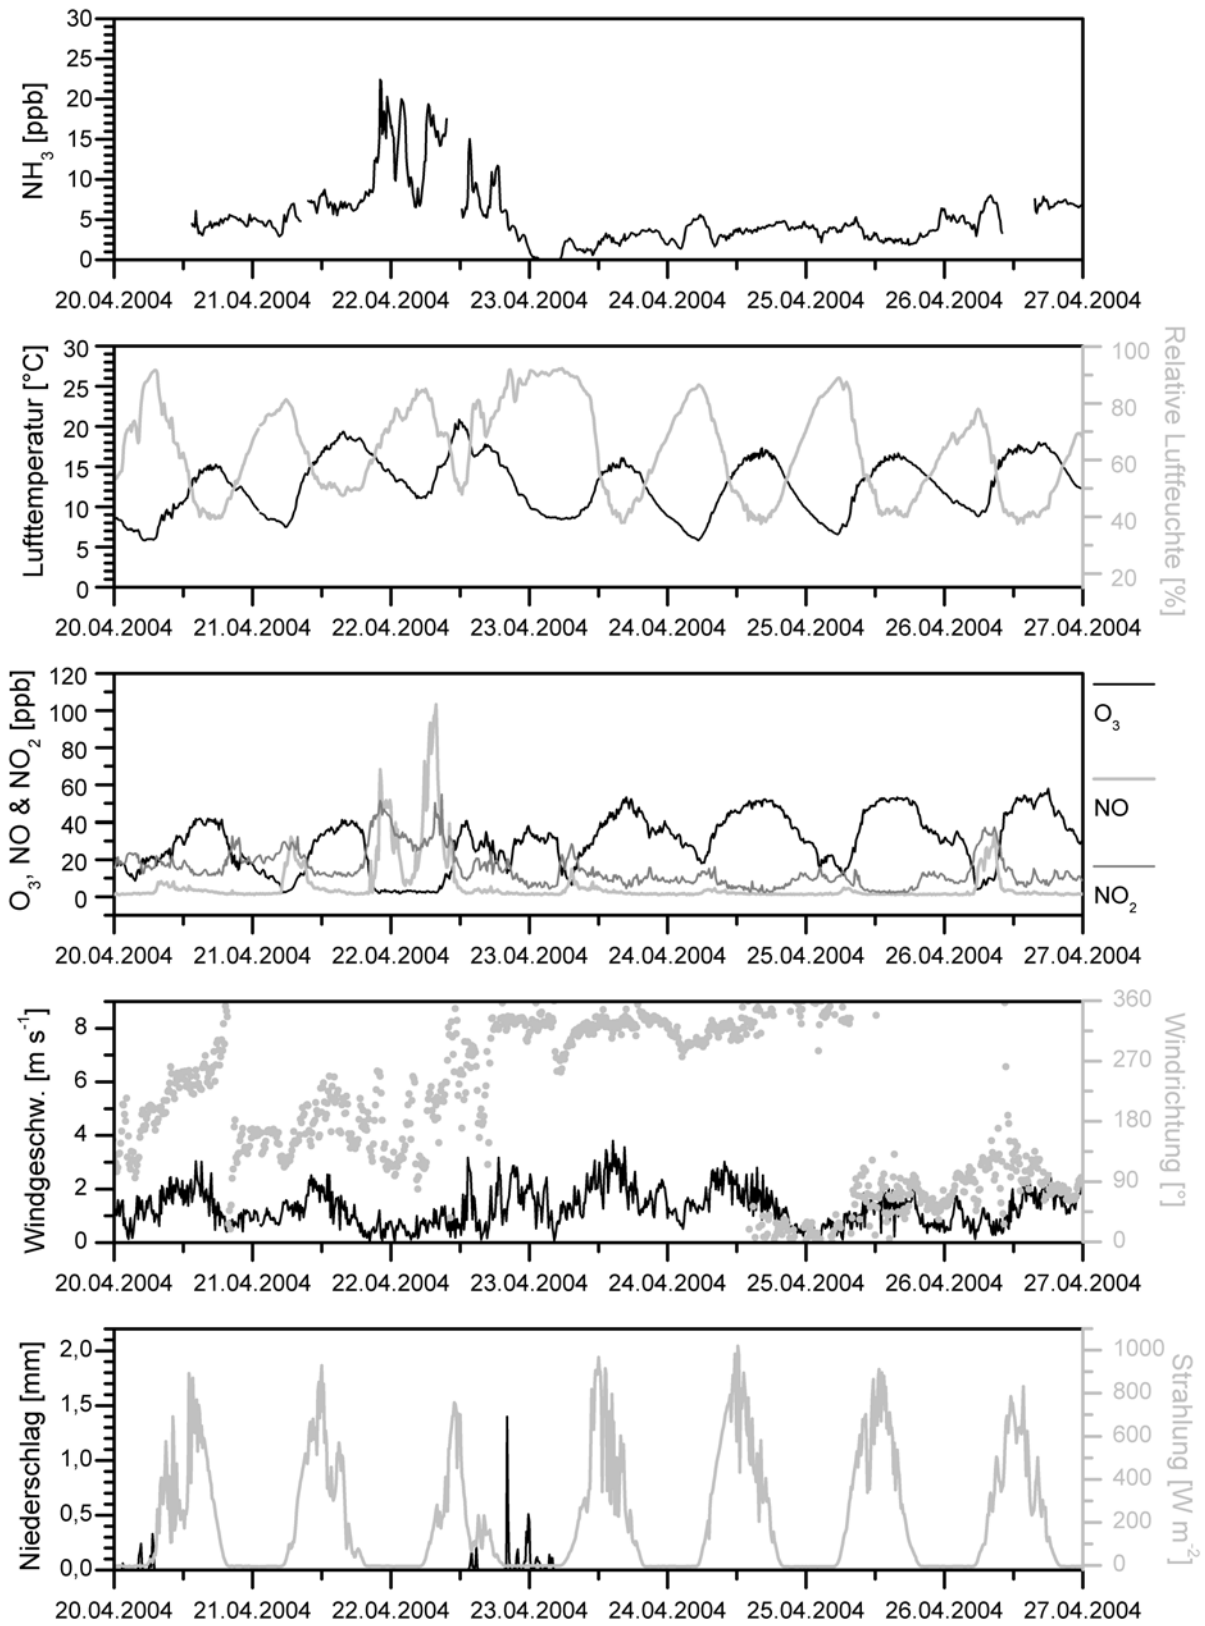 30
25
20
15
10
5
0
NH3 [ppb]
20.04.2004 21.04.2004 22.04.2004 23.04.2004 24.04.2004 25.04.2004 26.04.2004 27.04.2004
30
25
20
15
10
5
0
Lufttemperatur [°C]
100
80
60
40
20
Relative Luftfeuchte [%]
20.04.2004 21.04.2004 22.04.2004 23.04.2004 24.04.2004 25.04.2004 26.04.2004 27.04.2004
120
100
80
60
40
20
0
O3, NO & NO2 [ppb]
O3
NO
NO2
20.04.2004 21.04.2004 22.04.2004 23.04.2004 24.04.2004 25.04.2004 26.04.2004 27.04.2004
8
6
4
2
0
Windgeschw. [m s-1]
360
270
180
90
0
Windrichtung [°]
20.04.2004 21.04.2004 22.04.2004 23.04.2004 24.04.2004 25.04.2004 26.04.2004 27.04.2004
2,0
1,5
1,0
0,5
0,0
Niederschlag [mm]
1000
800
600
400
200
0
Strahlung [W m-2]
20.04.2004 21.04.2004 22.04.2004 23.04.2004 24.04.2004 25.04.2004 26.04.2004 27.04.2004